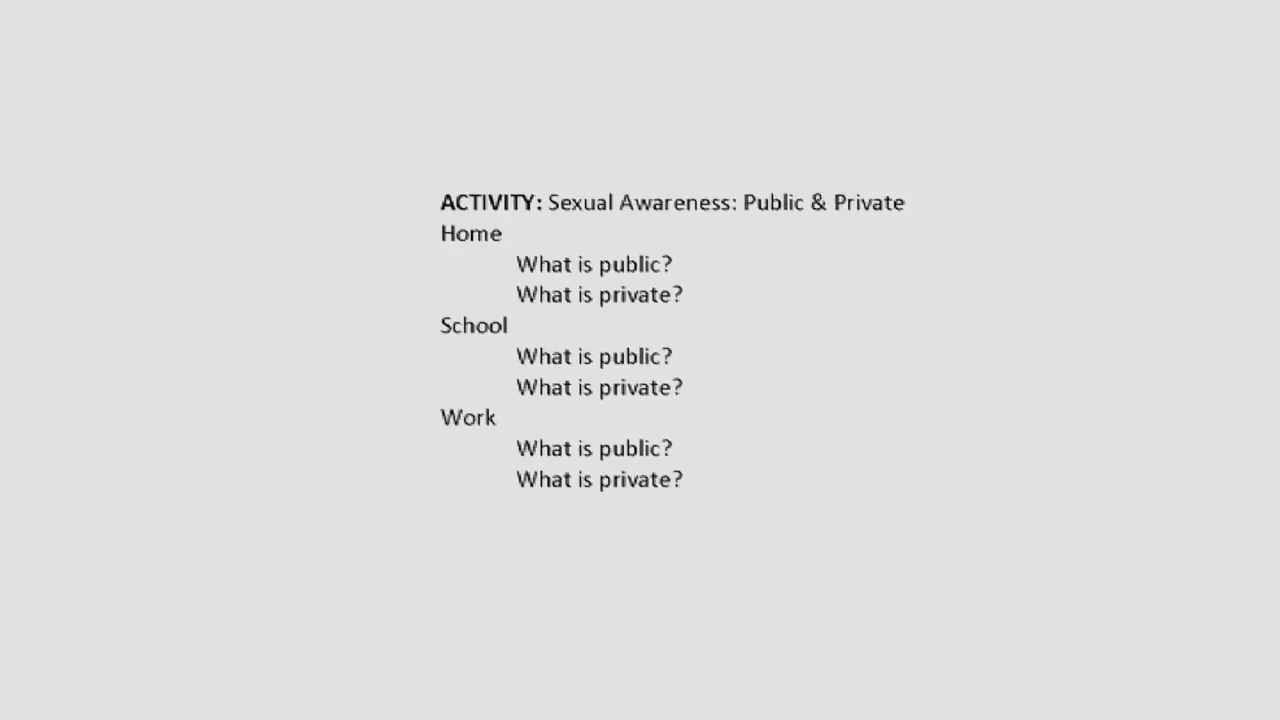 ACTIVITY: Sexual Awareness: Public & Private
Home
What is public?
What is private?
School
What is public?
What is private?
Work
What is public?
What is private?